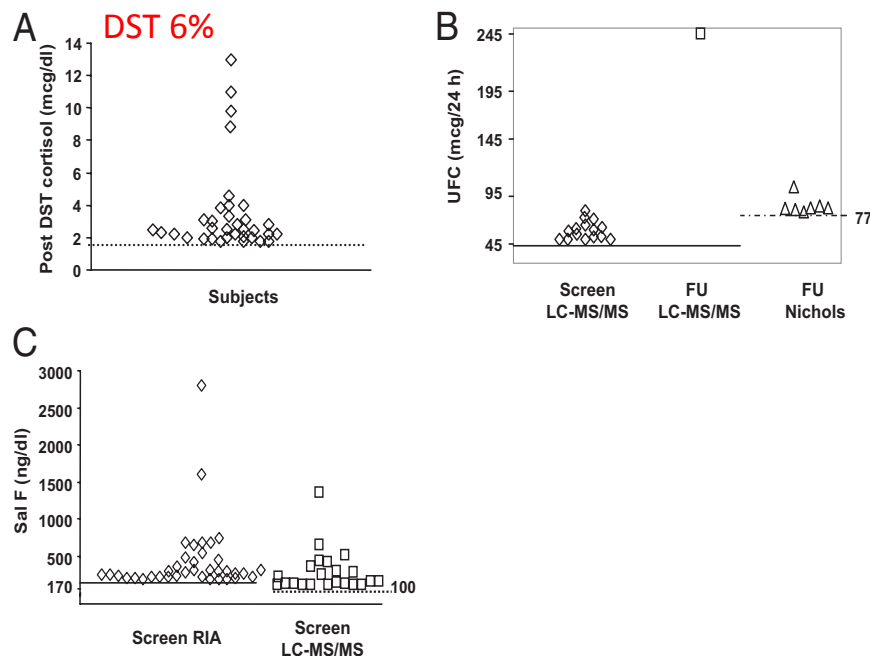 A
DST 6%
Post DST cortisol (mcg/dl)
14
12
10
8
6
4
2
0
Subjects
B
UFC (mcg/24 h)
245
195
145
95
45
77
Screen
LC-MS/MS
FU
LC-MS/MS
FU
Nichols
C
Sal F (ng/dl)
3000
2500
2000
1500
1000
500
170
100
Screen RIA
Screen
LC-MS/MS